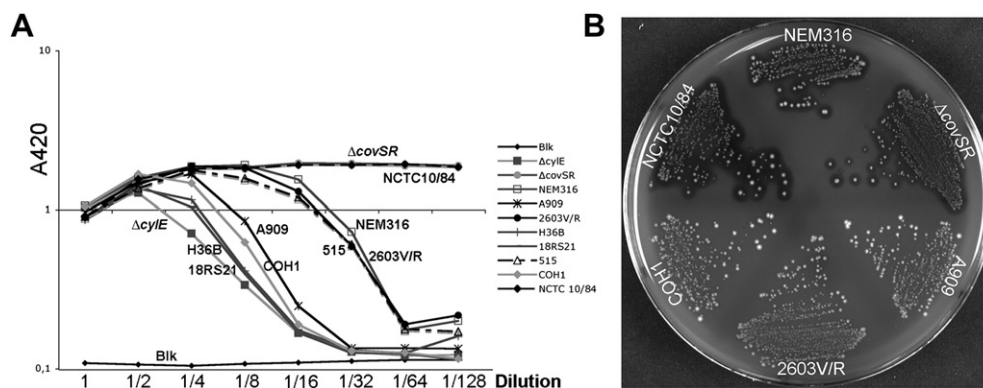 A
10
1
0,1
A420
ΔcovSR
NCTC10/84
ΔcylE
A909
H36B
18RS21
COH1
NEM316
515
2603V/R
Blk
1 1/2 1/4 1/8 1/16 1/32 1/64 1/128 Dilution
Blk
ΔcylE
ΔcovSR
NEM316
A909
2603V/R
H36B
18RS21
515
COH1
NCTC 10/84
B
NEM316
NCTC10/84
ΔcovSR
COH1
A909
2603V/R